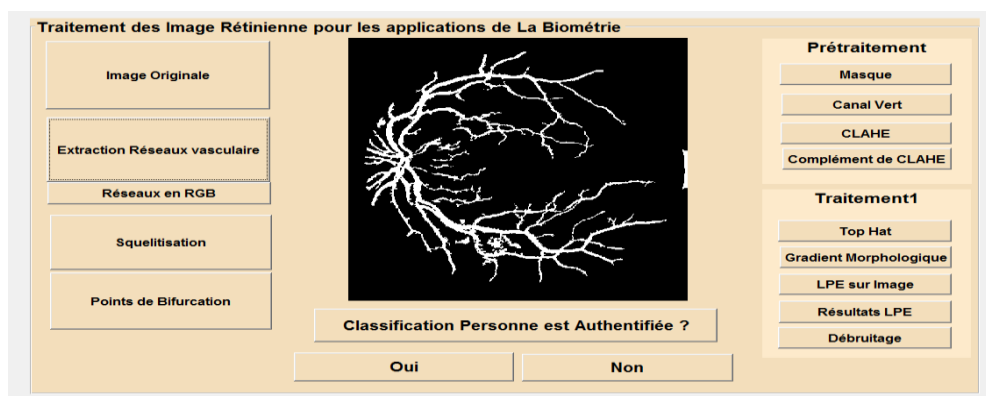 Traitement des Image Rétinienne pour les applications de La Biométrie
Image Originale
Extraction Réseaux vasculaire
Réseaux en RGB
Squelitisation
Points de Bifurcation
Classification Personne est Authentifiée ?
Oui
Non
Prétraitement
Masque
Canal Vert
CLAHE
Complément de CLAHE
Traitement1
Top Hat
Gradient Morphologique
LPE sur Image
Résultats LPE
Débruitage